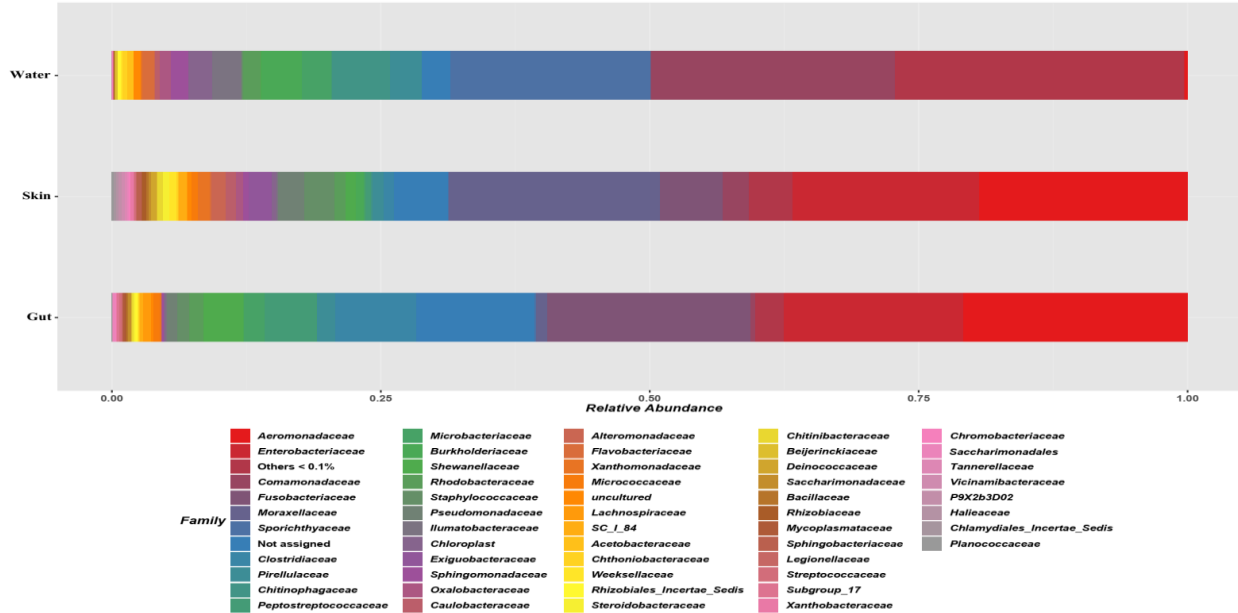 Water
Skin
Gut
0.00 0.25 0.50 0.75 1.00
Relative Abundance
Family
Aeromonadaceae
Enterobacteriaceae
Others < 0.1%
Comamonadaceae
Fusobacteriaceae
Moraxellaceae
Sporichthyaceae
Not assigned
Clostridiaceae
Pirellulaceae
Chitinophagaceae
Peptostreptococcaceae
Microbacteriaceae
Burkholderiaceae
Shewanellaceae
Rhodobacteraceae
Staphylococcaceae
Pseudomonadaceae
Ilumatobacteraceae
Chloroplast
Exiguobacteraceae
Sphingomonadaceae
Oxalobacteraceae
Caulobacteraceae
Alteromonadaceae
Flavobacteriaceae
Xanthomonadaceae
Micrococcaceae
uncultured
Lachnospiraceae
SC_I_84
Acetobacteraceae
Chthoniobacteraceae
Weeksellaceae
Rhizobiales_Incertae_Sedis
Steroidobacteraceae
Chitinibacteraceae
Beijerinckiaceae
Deinococcaceae
Saccharimonadaceae
Bacillaceae
Rhizobiaceae
Mycoplasmataceae
Sphingobacteriaceae
Legionellaceae
Streptococcaceae
Subgroup_17
Xanthobacteraceae
Chromobacteraceae
Saccharimonadales
Tannerellaceae
Vicinamibacteraceae
P9X2b3D02
Halieaceae
Chlamydiales_Incertae_Sedis
Planococcaceae